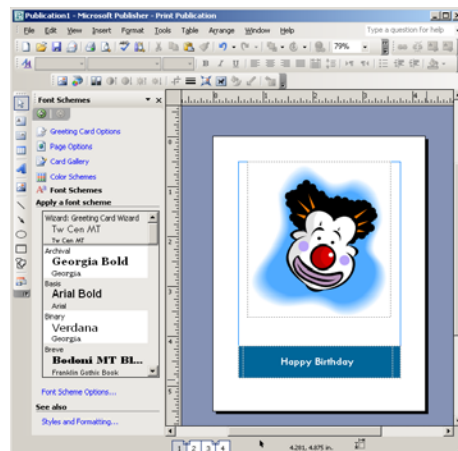 Publication1 - Microsoft Publisher - Print Publication
File Edit View Insert Format Tools Table Arrange Window Help
Type a question for help
79%
Font Schemes
Greeting Card Options
Page Options
Card Gallery
Color Schemes
Font Schemes
Apply a font scheme
Wizard: Greeting Card Wizard
Tw Cen MT
Tw Cen MT
Archival
Georgia Bold
Georgia
Basis
Arial Bold
Arial
Binary
Verdana
Georgia
Breve
Bodoni MT Bl...
Franklin Gothic Book
Font Scheme Options...
See also
Styles and Formatting...
Happy Birthday
1 2 3 4
4.281, 4.875 in.